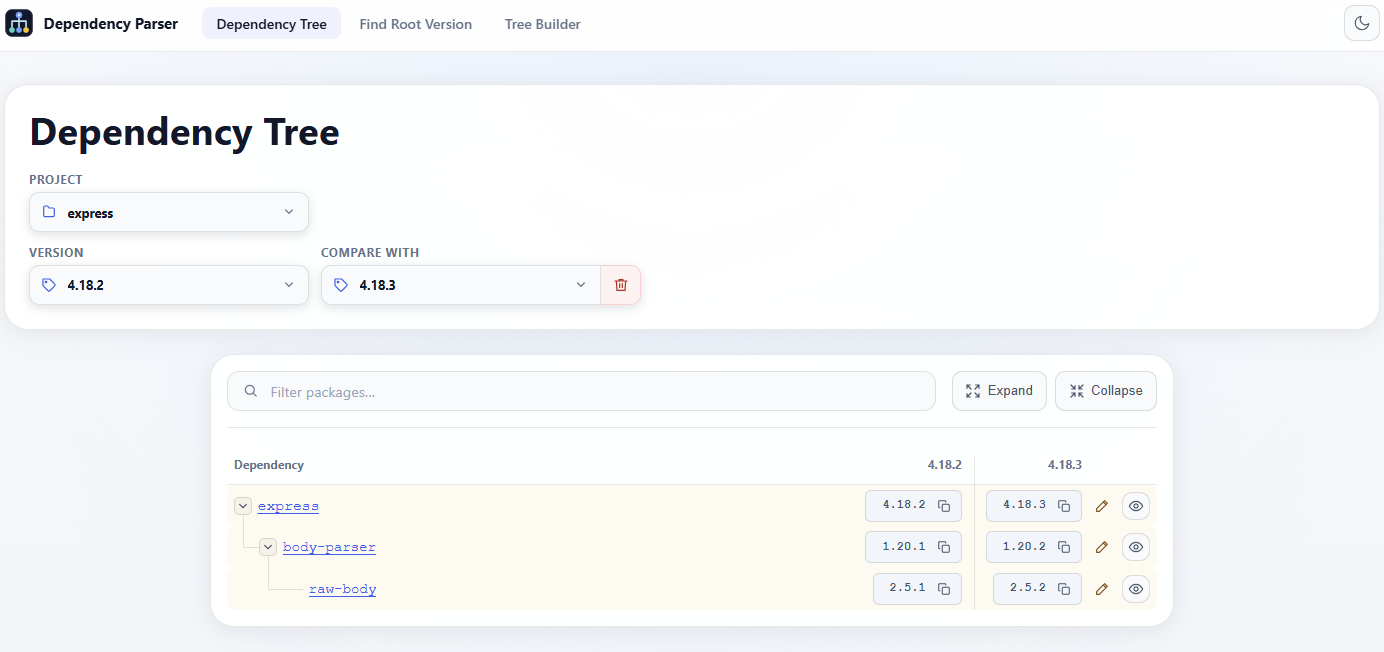 Dependency Parser Dependency Tree Find Root Version Tree Builder
Dependency Tree
PROJECT
express
VERSION COMPARE WITH
4.18.2 4.18.3
Filter packages... Expand Collapse
Dependency 4.18.2 4.18.3
express 4.18.2 4.18.3
body-parser 1.20.1 1.20.2
raw-body 2.5.1 2.5.2